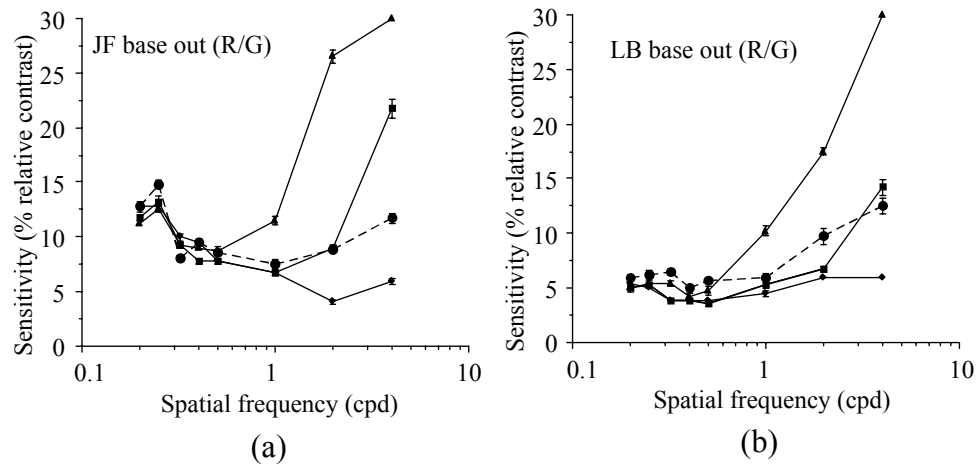 30
25
20
15
10
5
0
Sensitivity (% relative contrast)
JF base out (R/G)
0.1
1
10
Spatial frequency (cpd)
(a)
30
25
20
15
10
5
0
Sensitivity (% relative contrast)
LB base out (R/G)
0.1
1
10
Spatial frequency (cpd)
(b)